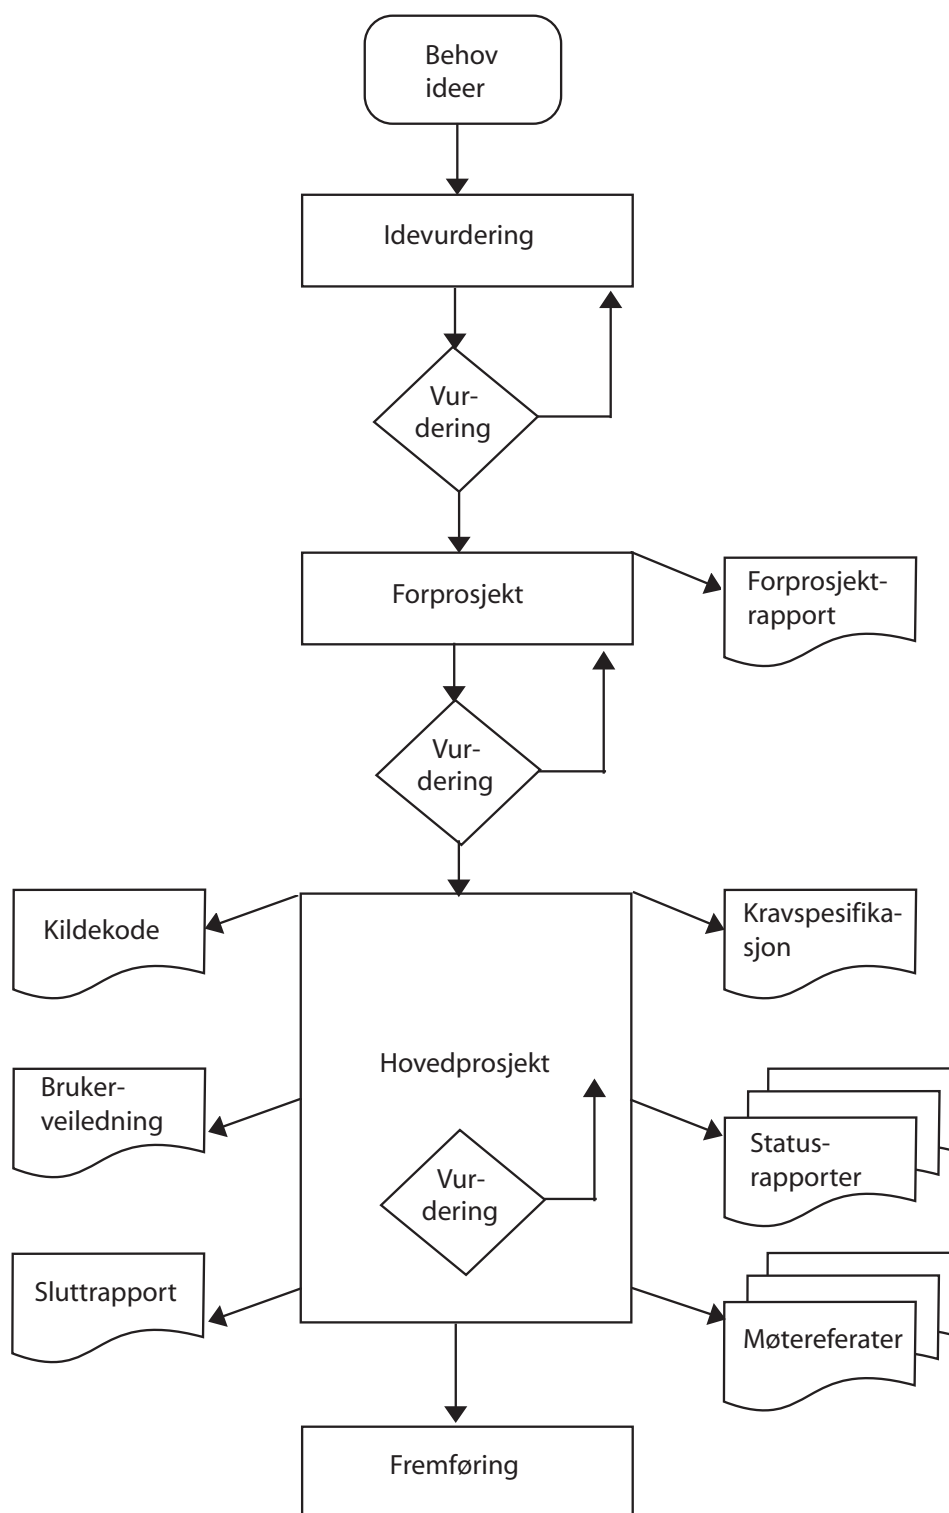 Behov
ideer
Idevurdering
Vur-
dering
Forprosjekt
Forprosjekt-
rapport
Vur-
dering
Kildekode
Kravspesifika-
sjon
Hovedprosjekt
Bruker-
veiledning
Status-
rapporter
Vur-
dering
Sluttrapport
Møtereferater
Fremføring